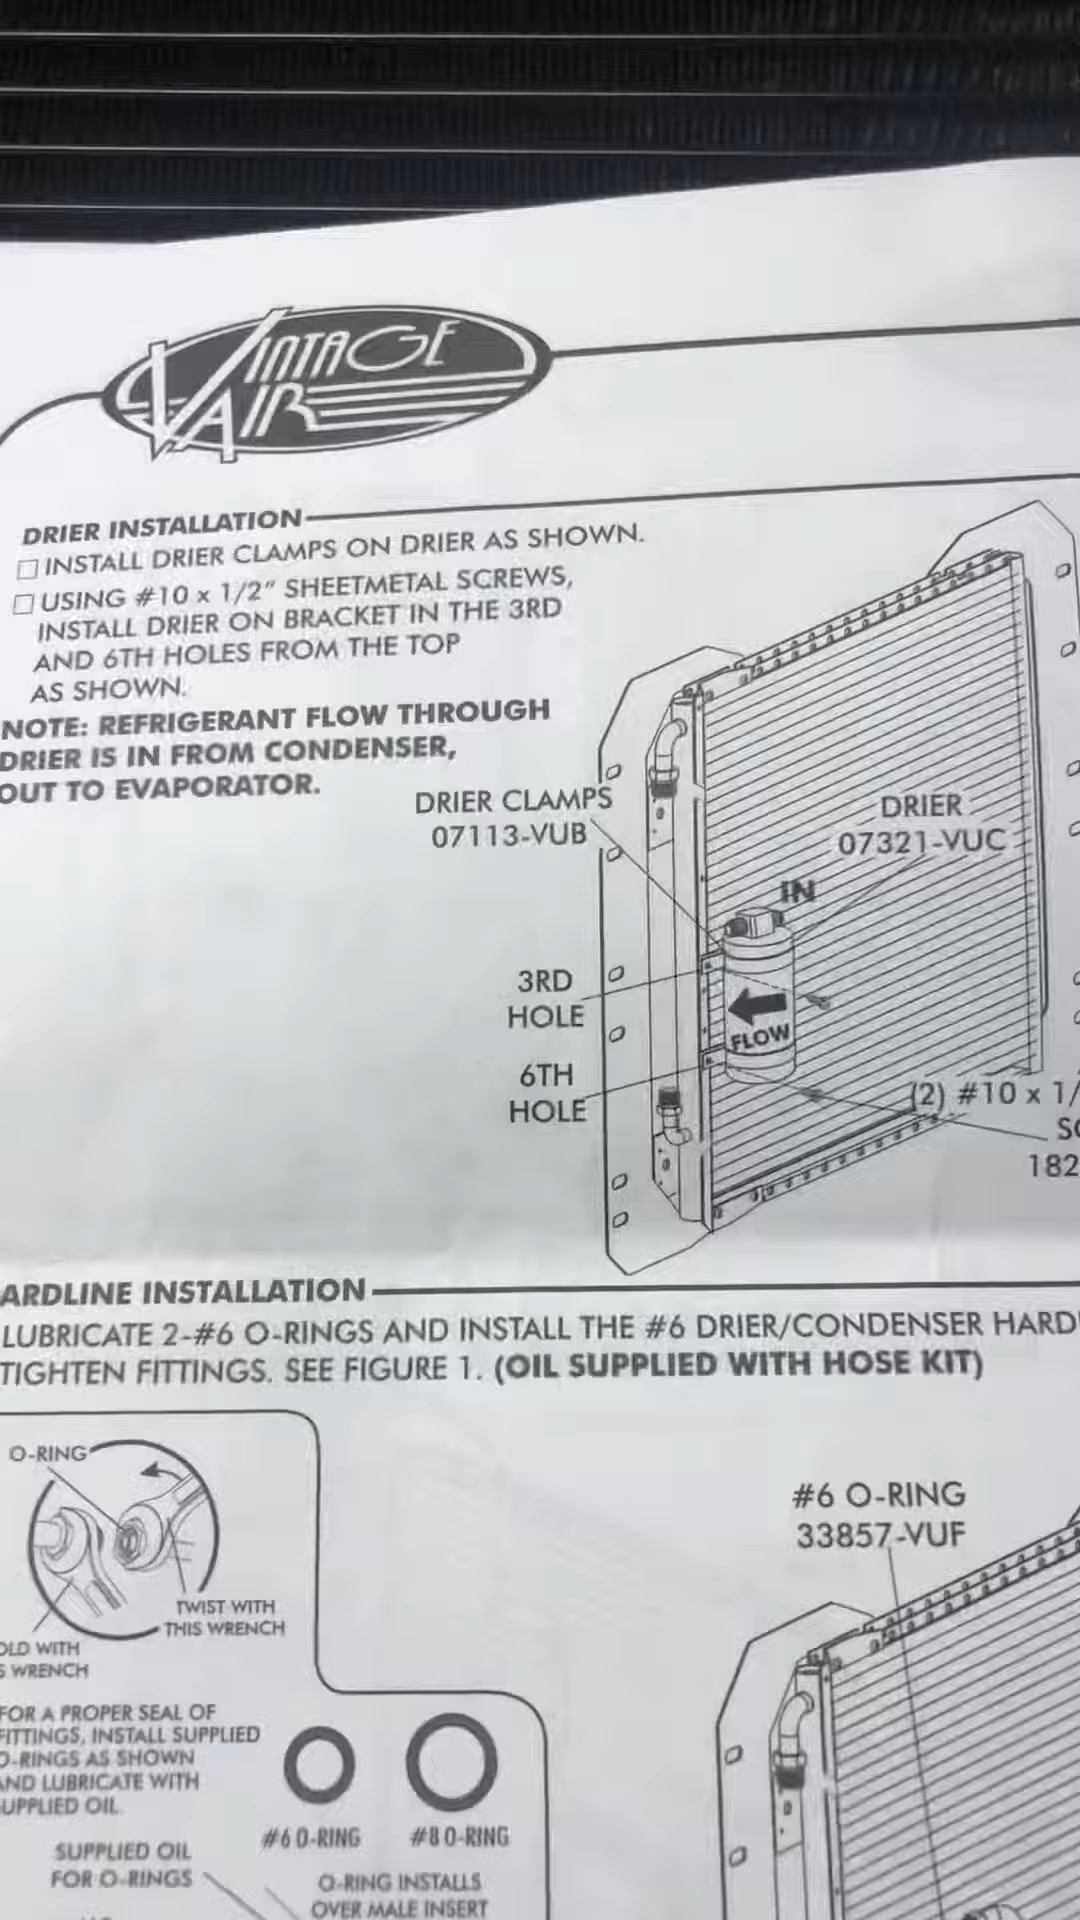 VINTAGE
AIR
DRIER INSTALLATION
☐ INSTALL DRIER CLAMPS ON DRIER AS SHOWN.
☐ USING #10 x 1/2" SHEETMETAL SCREWS,
INSTALL DRIER ON BRACKET IN THE 3RD
AND 6TH HOLES FROM THE TOP
AS SHOWN.
NOTE: REFRIGERANT FLOW THROUGH
DRIER IS IN FROM CONDENSER,
OUT TO EVAPORATOR.
DRIER CLAMPS
07113-VUB
DRIER
07321-VUC
IN
3RD
HOLE
FLOW
6TH
HOLE
(2) #10 x 1/
SC
182
ARDLINE INSTALLATION
LUBRICATE 2-#6 O-RINGS AND INSTALL THE #6 DRIER/CONDENSER HARD
TIGHTEN FITTINGS. SEE FIGURE 1. (OIL SUPPLIED WITH HOSE KIT)
O-RING
TWIST WITH
THIS WRENCH
OLD WITH
S WRENCH
FOR A PROPER SEAL OF
FITTINGS, INSTALL SUPPLIED
O-RINGS AS SHOWN
AND LUBRICATE WITH
UPPLIED OIL
#6 O-RING
#8 O-RING
SUPPLIED OIL
FOR O-RINGS
O-RING INSTALLS
OVER MALE INSERT
#6 O-RING
33857-VUF